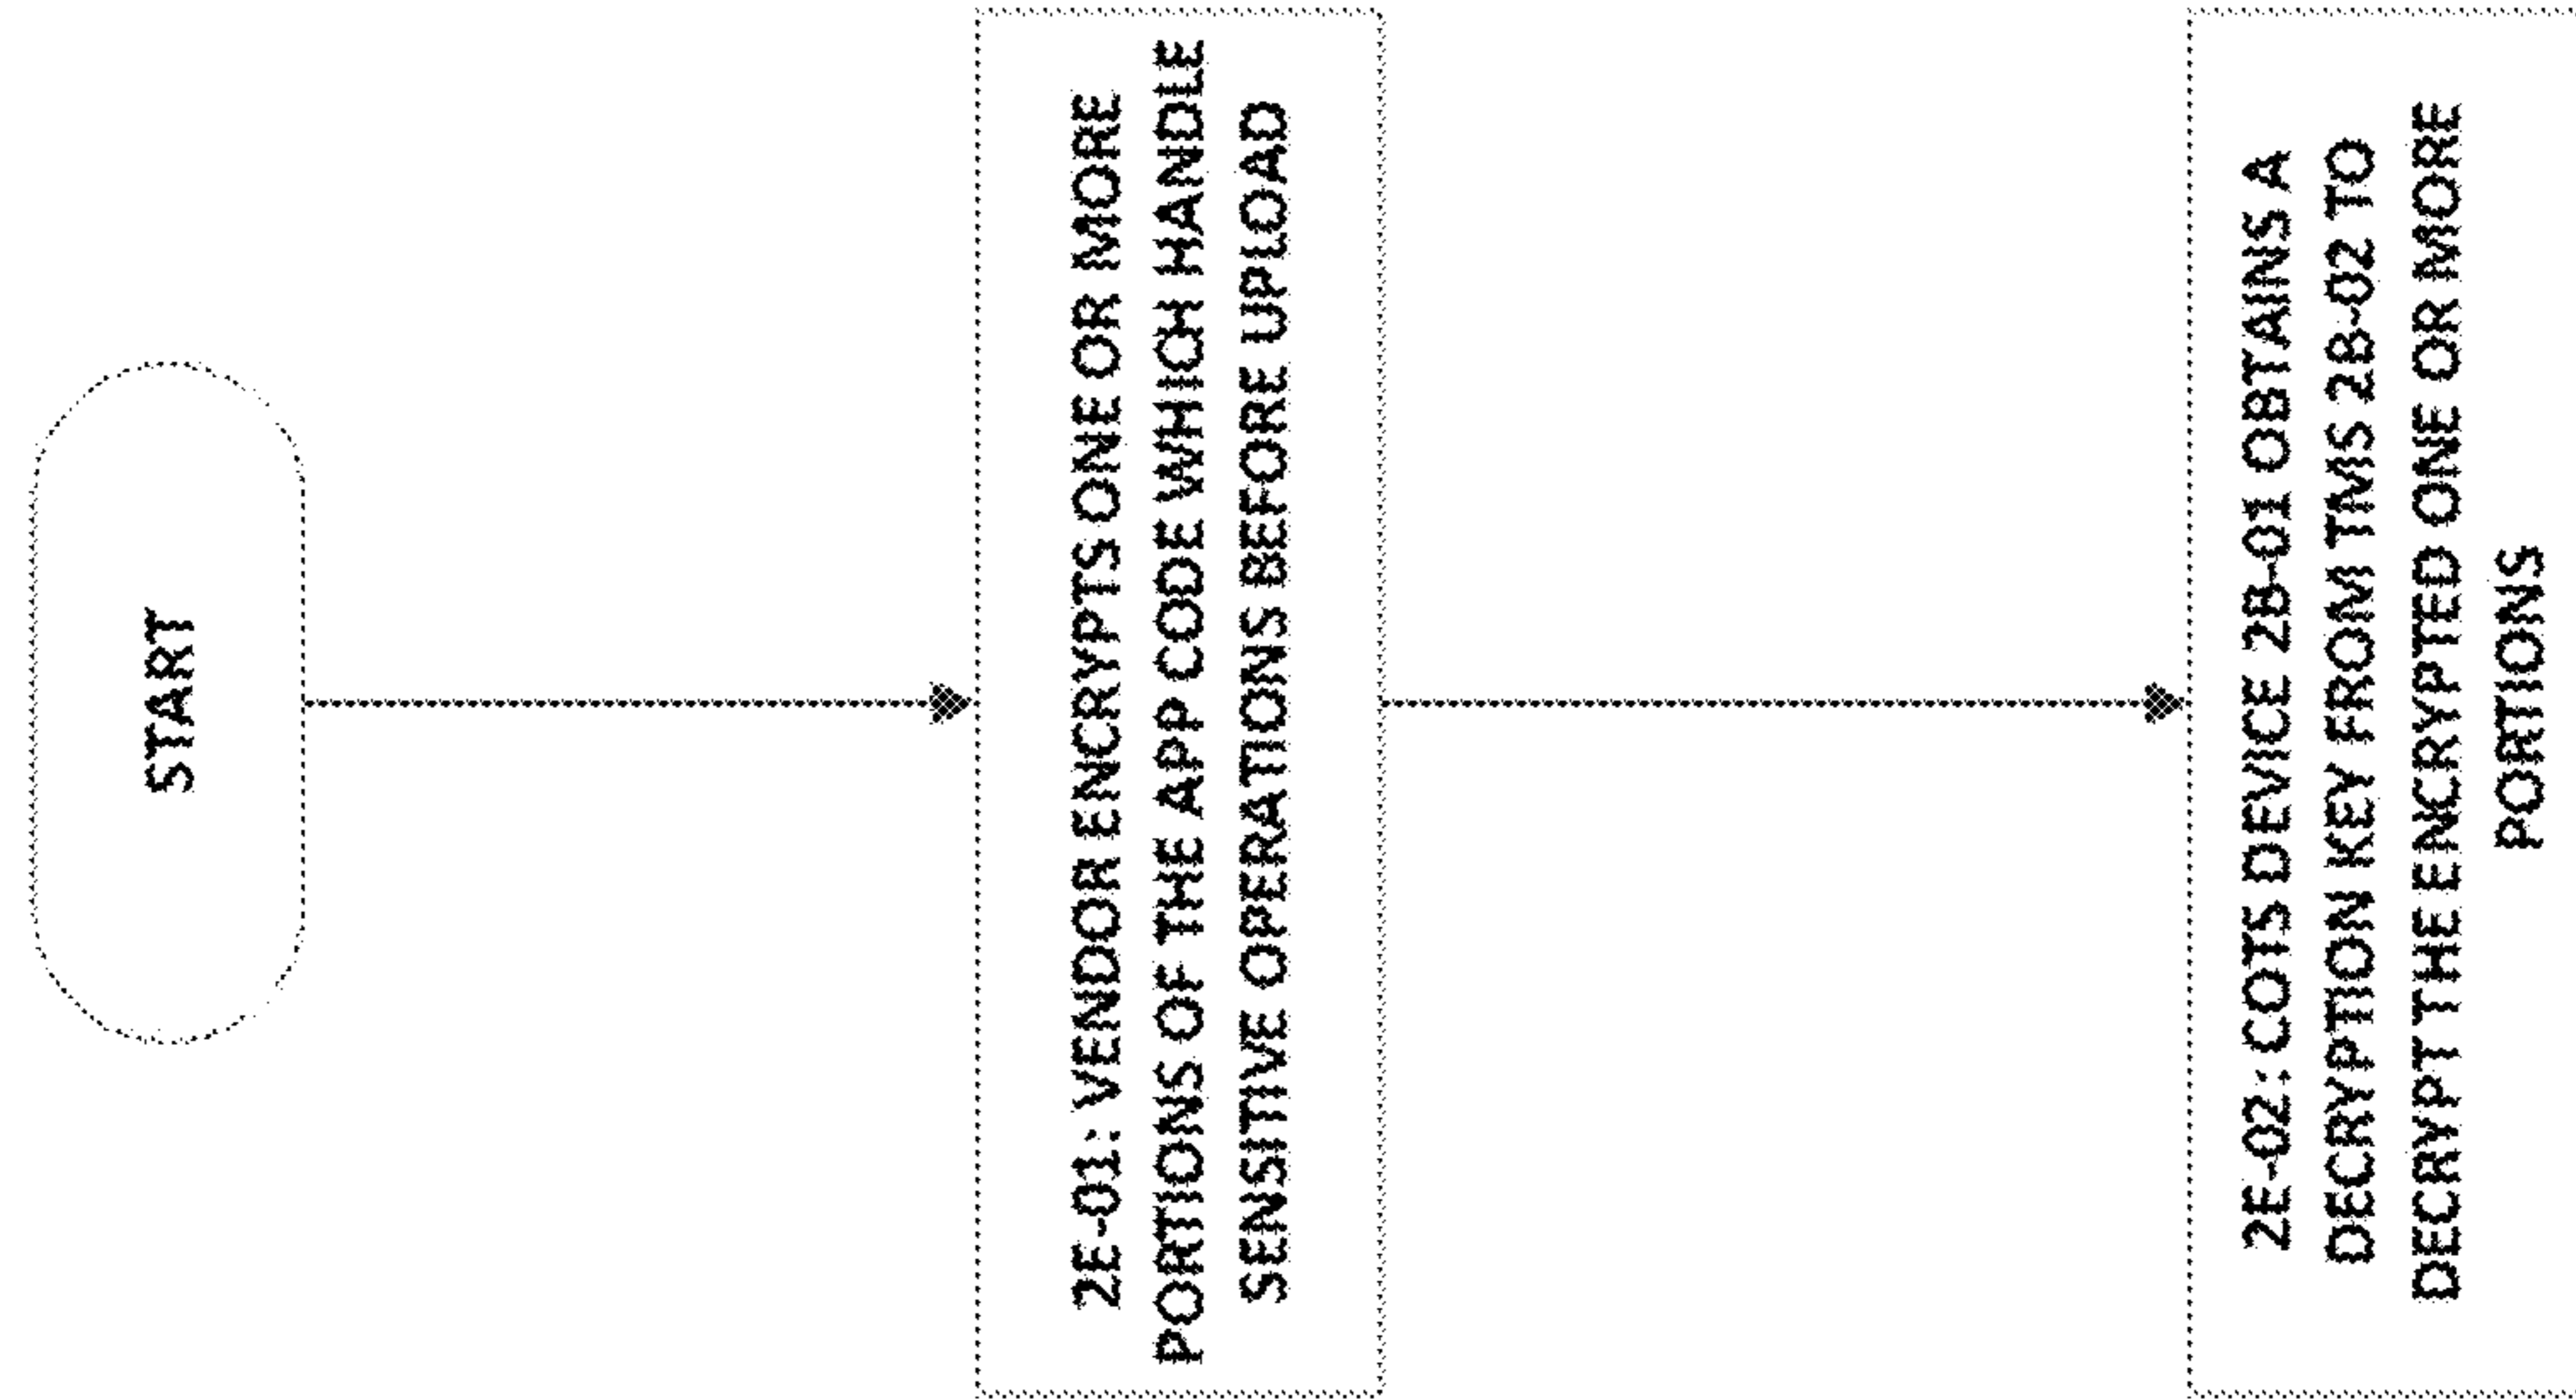 START
2E-01: VENDOR ENCRYPTS ONE OR MORE
PORTIONS OF THE APP CODE WHICH HANDLE
SENSITIVE OPERATIONS BEFORE UPLOAD
2E-02: COTS DEVICE 2B-01 OBTAINS A
DECRYPTION KEY FROM TMS 2B-02 TO
DECRYPT THE ENCRYPTED ONE OR MORE
PORTIONS